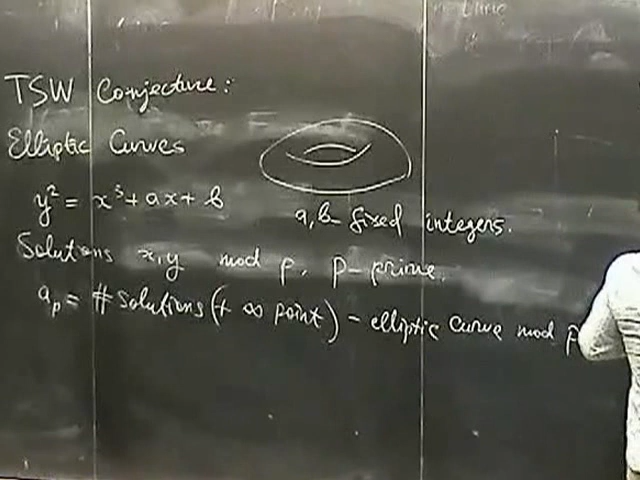 TSW Conjecture:
Elliptic Curves
y² = x³ + ax + b
a, b – fixed integers.
Solutions x, y mod p, p – prime.
aₚ = # solutions (+ ∞ point) – elliptic curve mod p